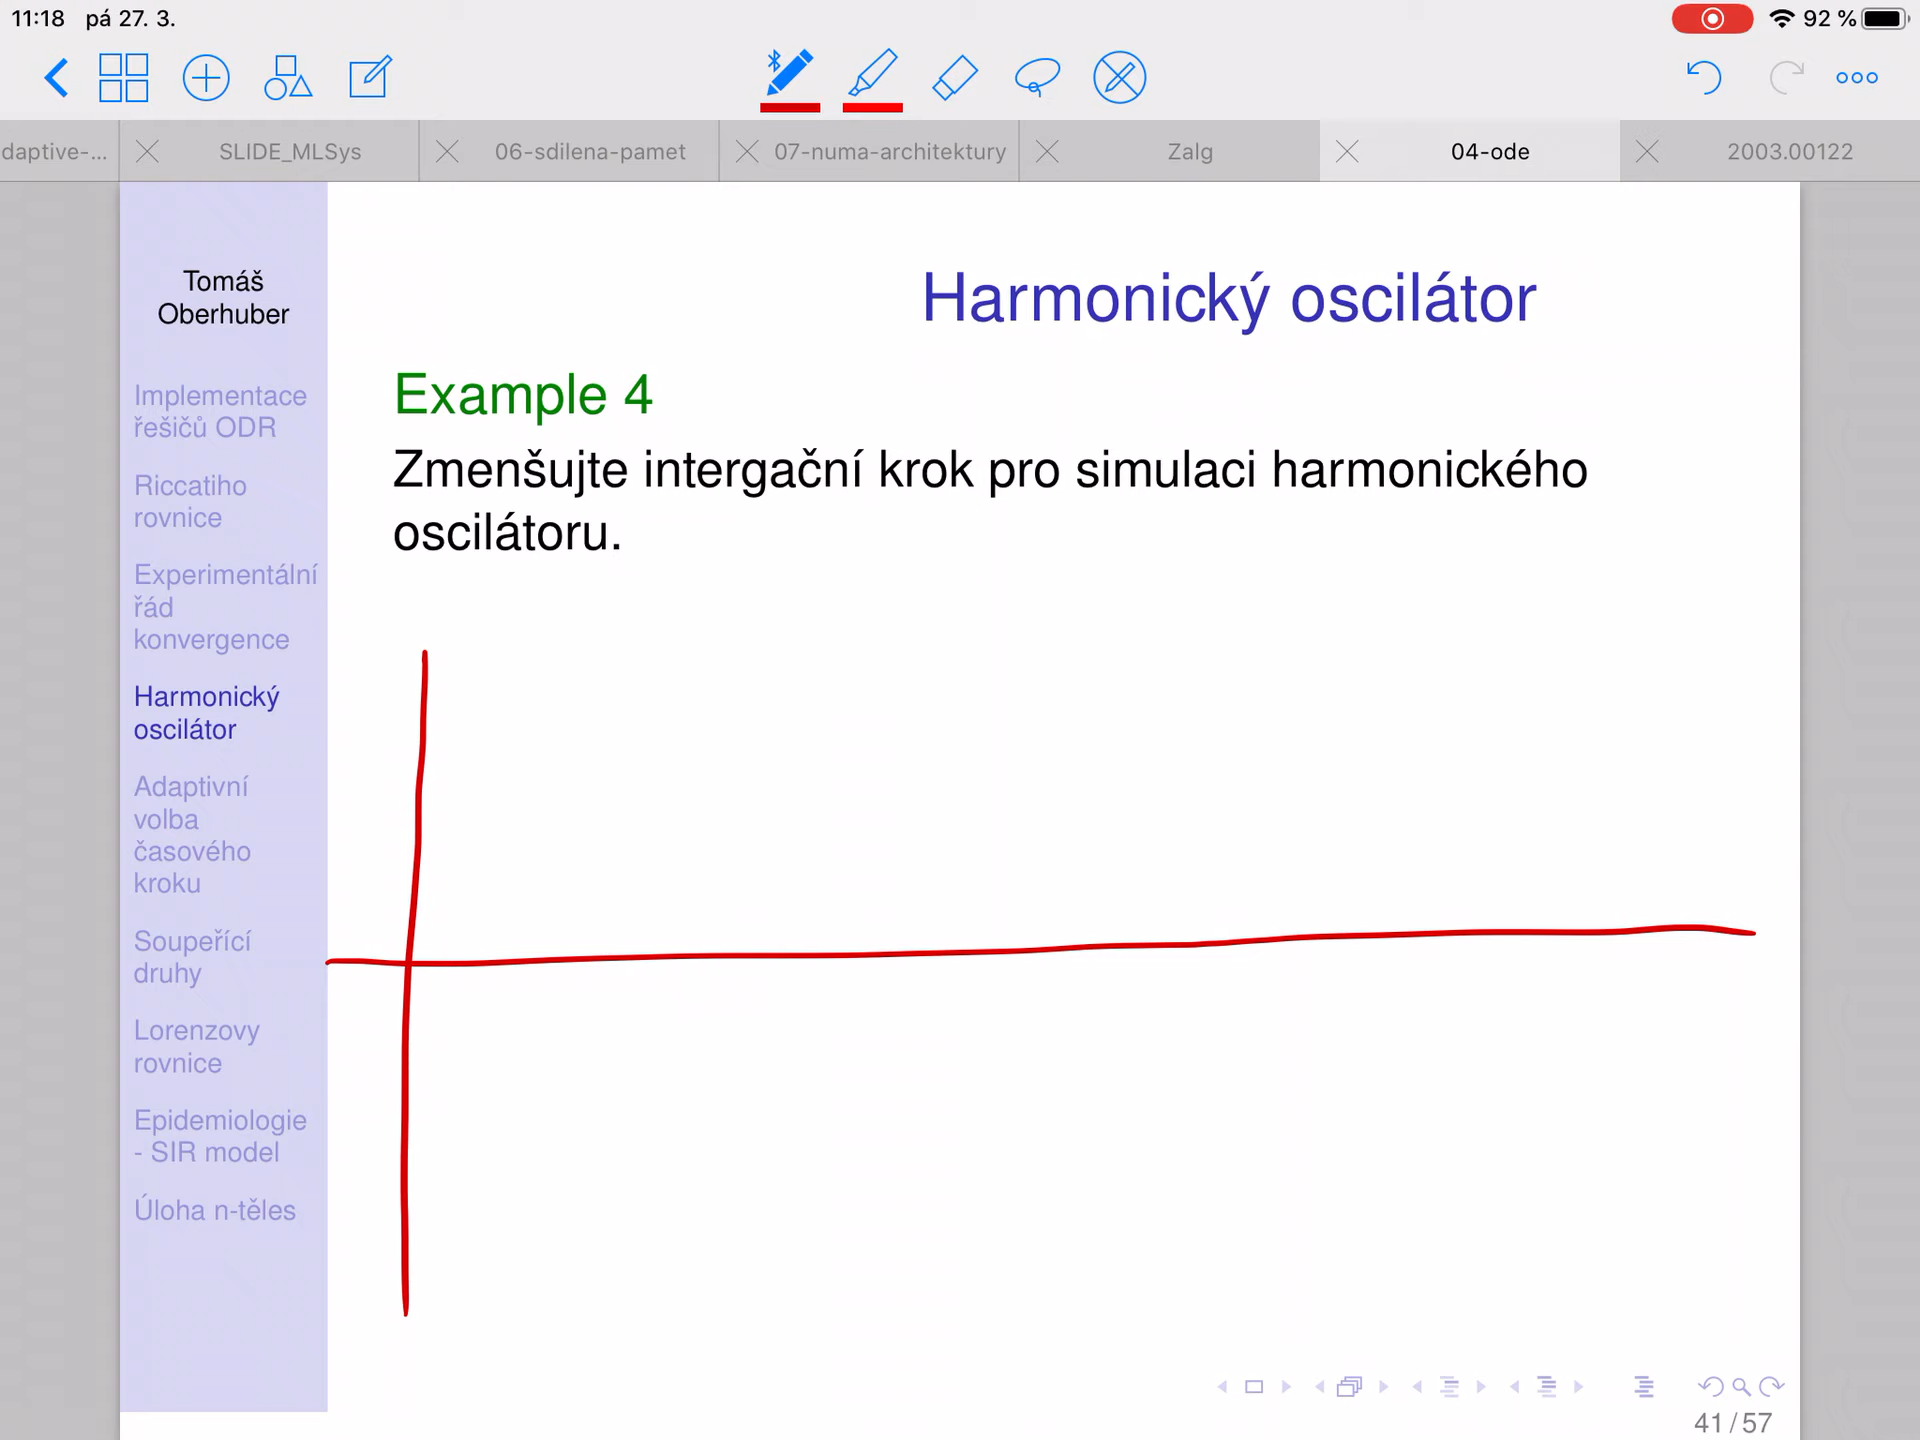 11:18 pá 27. 3.
92 %
daptive-...
SLIDE_MLSys
06-sdilena-pamet
07-numa-architektury
Zalg
04-ode
2003.00122
Tomáš
Oberhuber
Implementace
řešičů ODR
Riccatiho
rovnice
Experimentální
řád
konvergence
Harmonický
oscilátor
Adaptivní
volba
časového
kroku
Soupeřící
druhy
Lorenzovy
rovnice
Epidemiologie
- SIR model
Úloha n-těles
Harmonický oscilátor
Example 4
Zmenšujte intergační krok pro simulaci harmonického
oscilátoru.
41 / 57